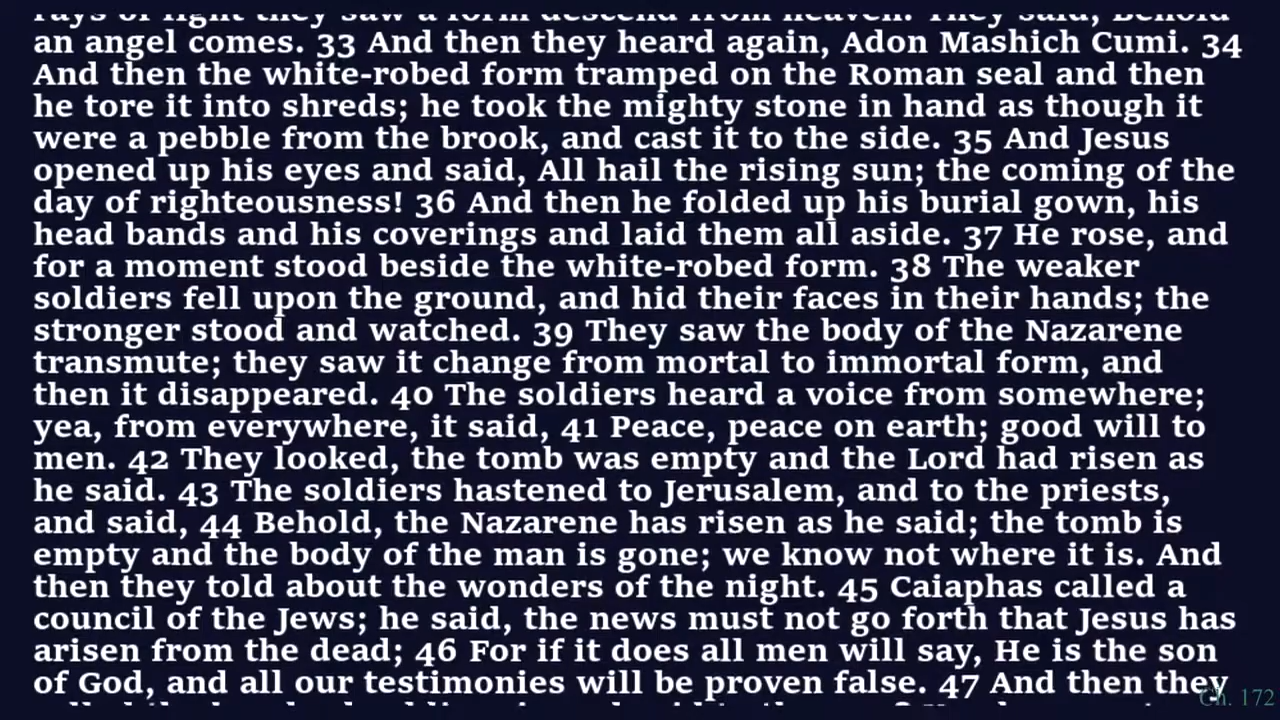 rays of light they saw a form descend from heaven. They said, Behold
an angel comes. 33 And then they heard again, Adon Mashich Cumi. 34
And then the white-robed form tramped on the Roman seal and then
he tore it into shreds; he took the mighty stone in hand as though it
were a pebble from the brook, and cast it to the side. 35 And Jesus
opened up his eyes and said, All hail the rising sun; the coming of the
day of righteousness! 36 And then he folded up his burial gown, his
head bands and his coverings and laid them all aside. 37 He rose, and
for a moment stood beside the white-robed form. 38 The weaker
soldiers fell upon the ground, and hid their faces in their hands; the
stronger stood and watched. 39 They saw the body of the Nazarene
transmute; they saw it change from mortal to immortal form, and
then it disappeared. 40 The soldiers heard a voice from somewhere;
yea, from everywhere, it said, 41 Peace, peace on earth; good will to
men. 42 They looked, the tomb was empty and the Lord had risen as
he said. 43 The soldiers hastened to Jerusalem, and to the priests,
and said, 44 Behold, the Nazarene has risen as he said; the tomb is
empty and the body of the man is gone; we know not where it is. And
then they told about the wonders of the night. 45 Caiaphas called a
council of the Jews; he said, the news must not go forth that Jesus has
arisen from the dead; 46 For if it does all men will say, He is the son
of God, and all our testimonies will be proven false. 47 And then they
Ch. 172